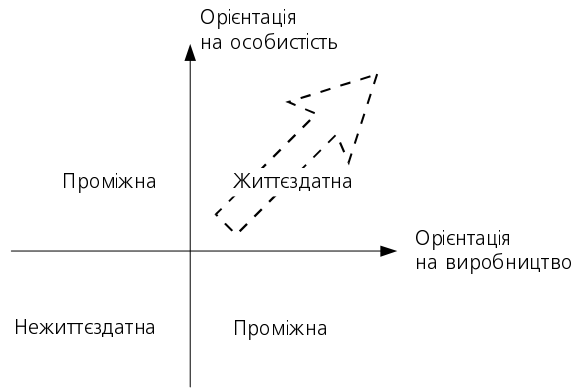 Орієнтація
на особистість
Проміжна
Життєздатна
Орієнтація
на виробництво
Нежиттєздатна
Проміжна